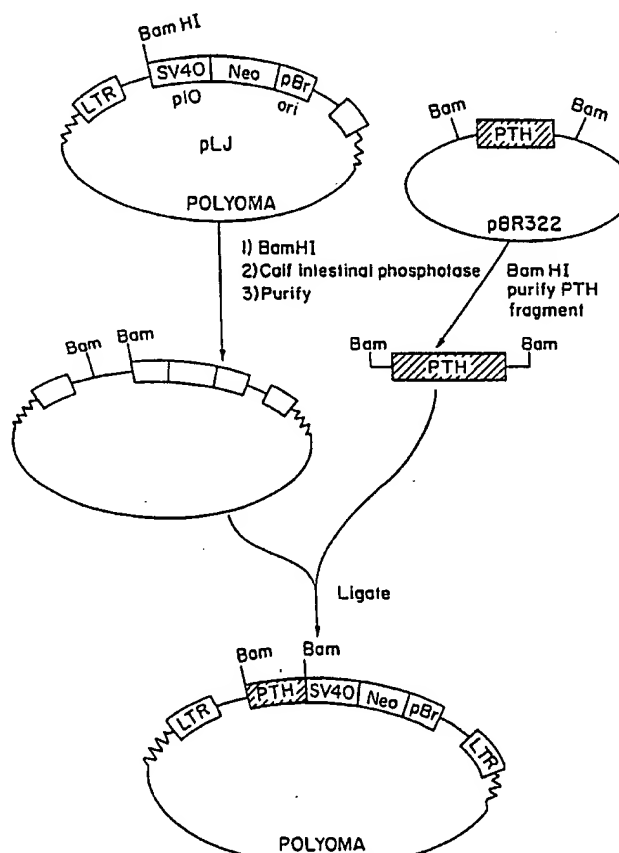 Bam HI
LTR
SV40
Neo
pBr
pIO
ori
pLJ
POLYOMA
Bam
PTH
Bam
pBR322
1) BamHI
2) Calf intestinal phosphotase
3) Purify
Bam HI
purify PTH
fragment
Bam
Bam
Bam
PTH
Bam
Ligate
Bam
Bam
PTH
SV40
Neo
pBr
LTR
LTR
POLYOMA